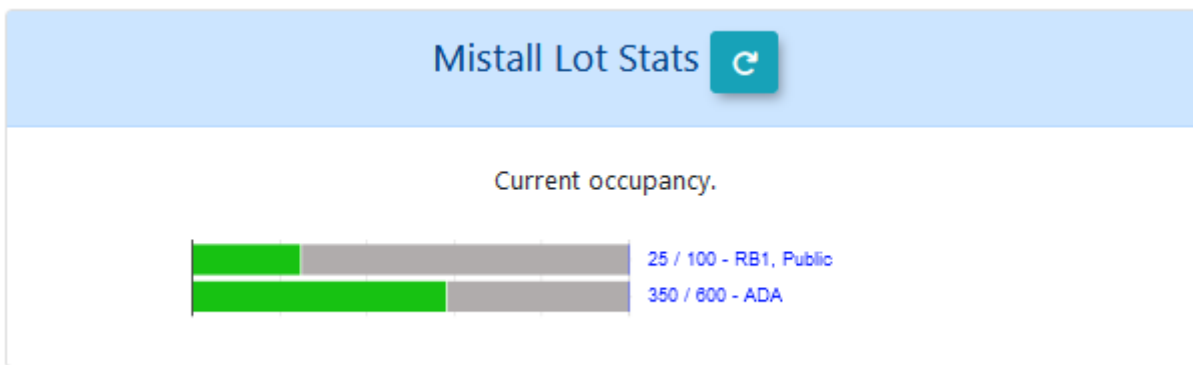 Mistall Lot Stats
Current occupancy.
25 / 100 - RB1, Public
350 / 600 - ADA